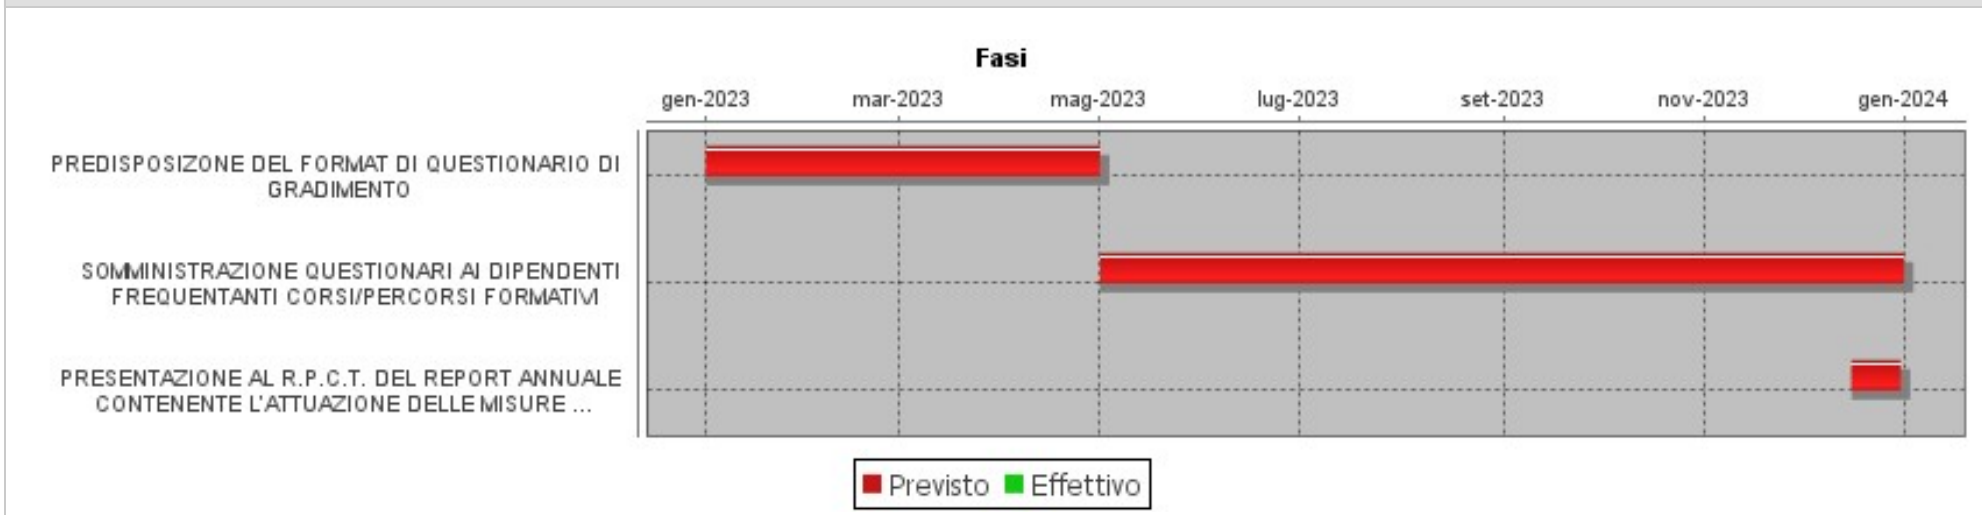 Fasi
gen-2023 mar-2023 mag-2023 lug-2023 set-2023 nov-2023 gen-2024
PREDISPOSIZONE DEL FORMAT DI QUESTIONARIO DI
GRADIMENTO
SOMMINISTRAZIONE QUESTIONARI AI DIPENDENTI
FREQUENTANTI CORSI/PERCORSI FORMATIVI
PRESENTAZIONE AL R.P.C.T. DEL REPORT ANNUALE
CONTENENTE L'ATTUAZIONE DELLE MISURE ...
Previsto Effettivo